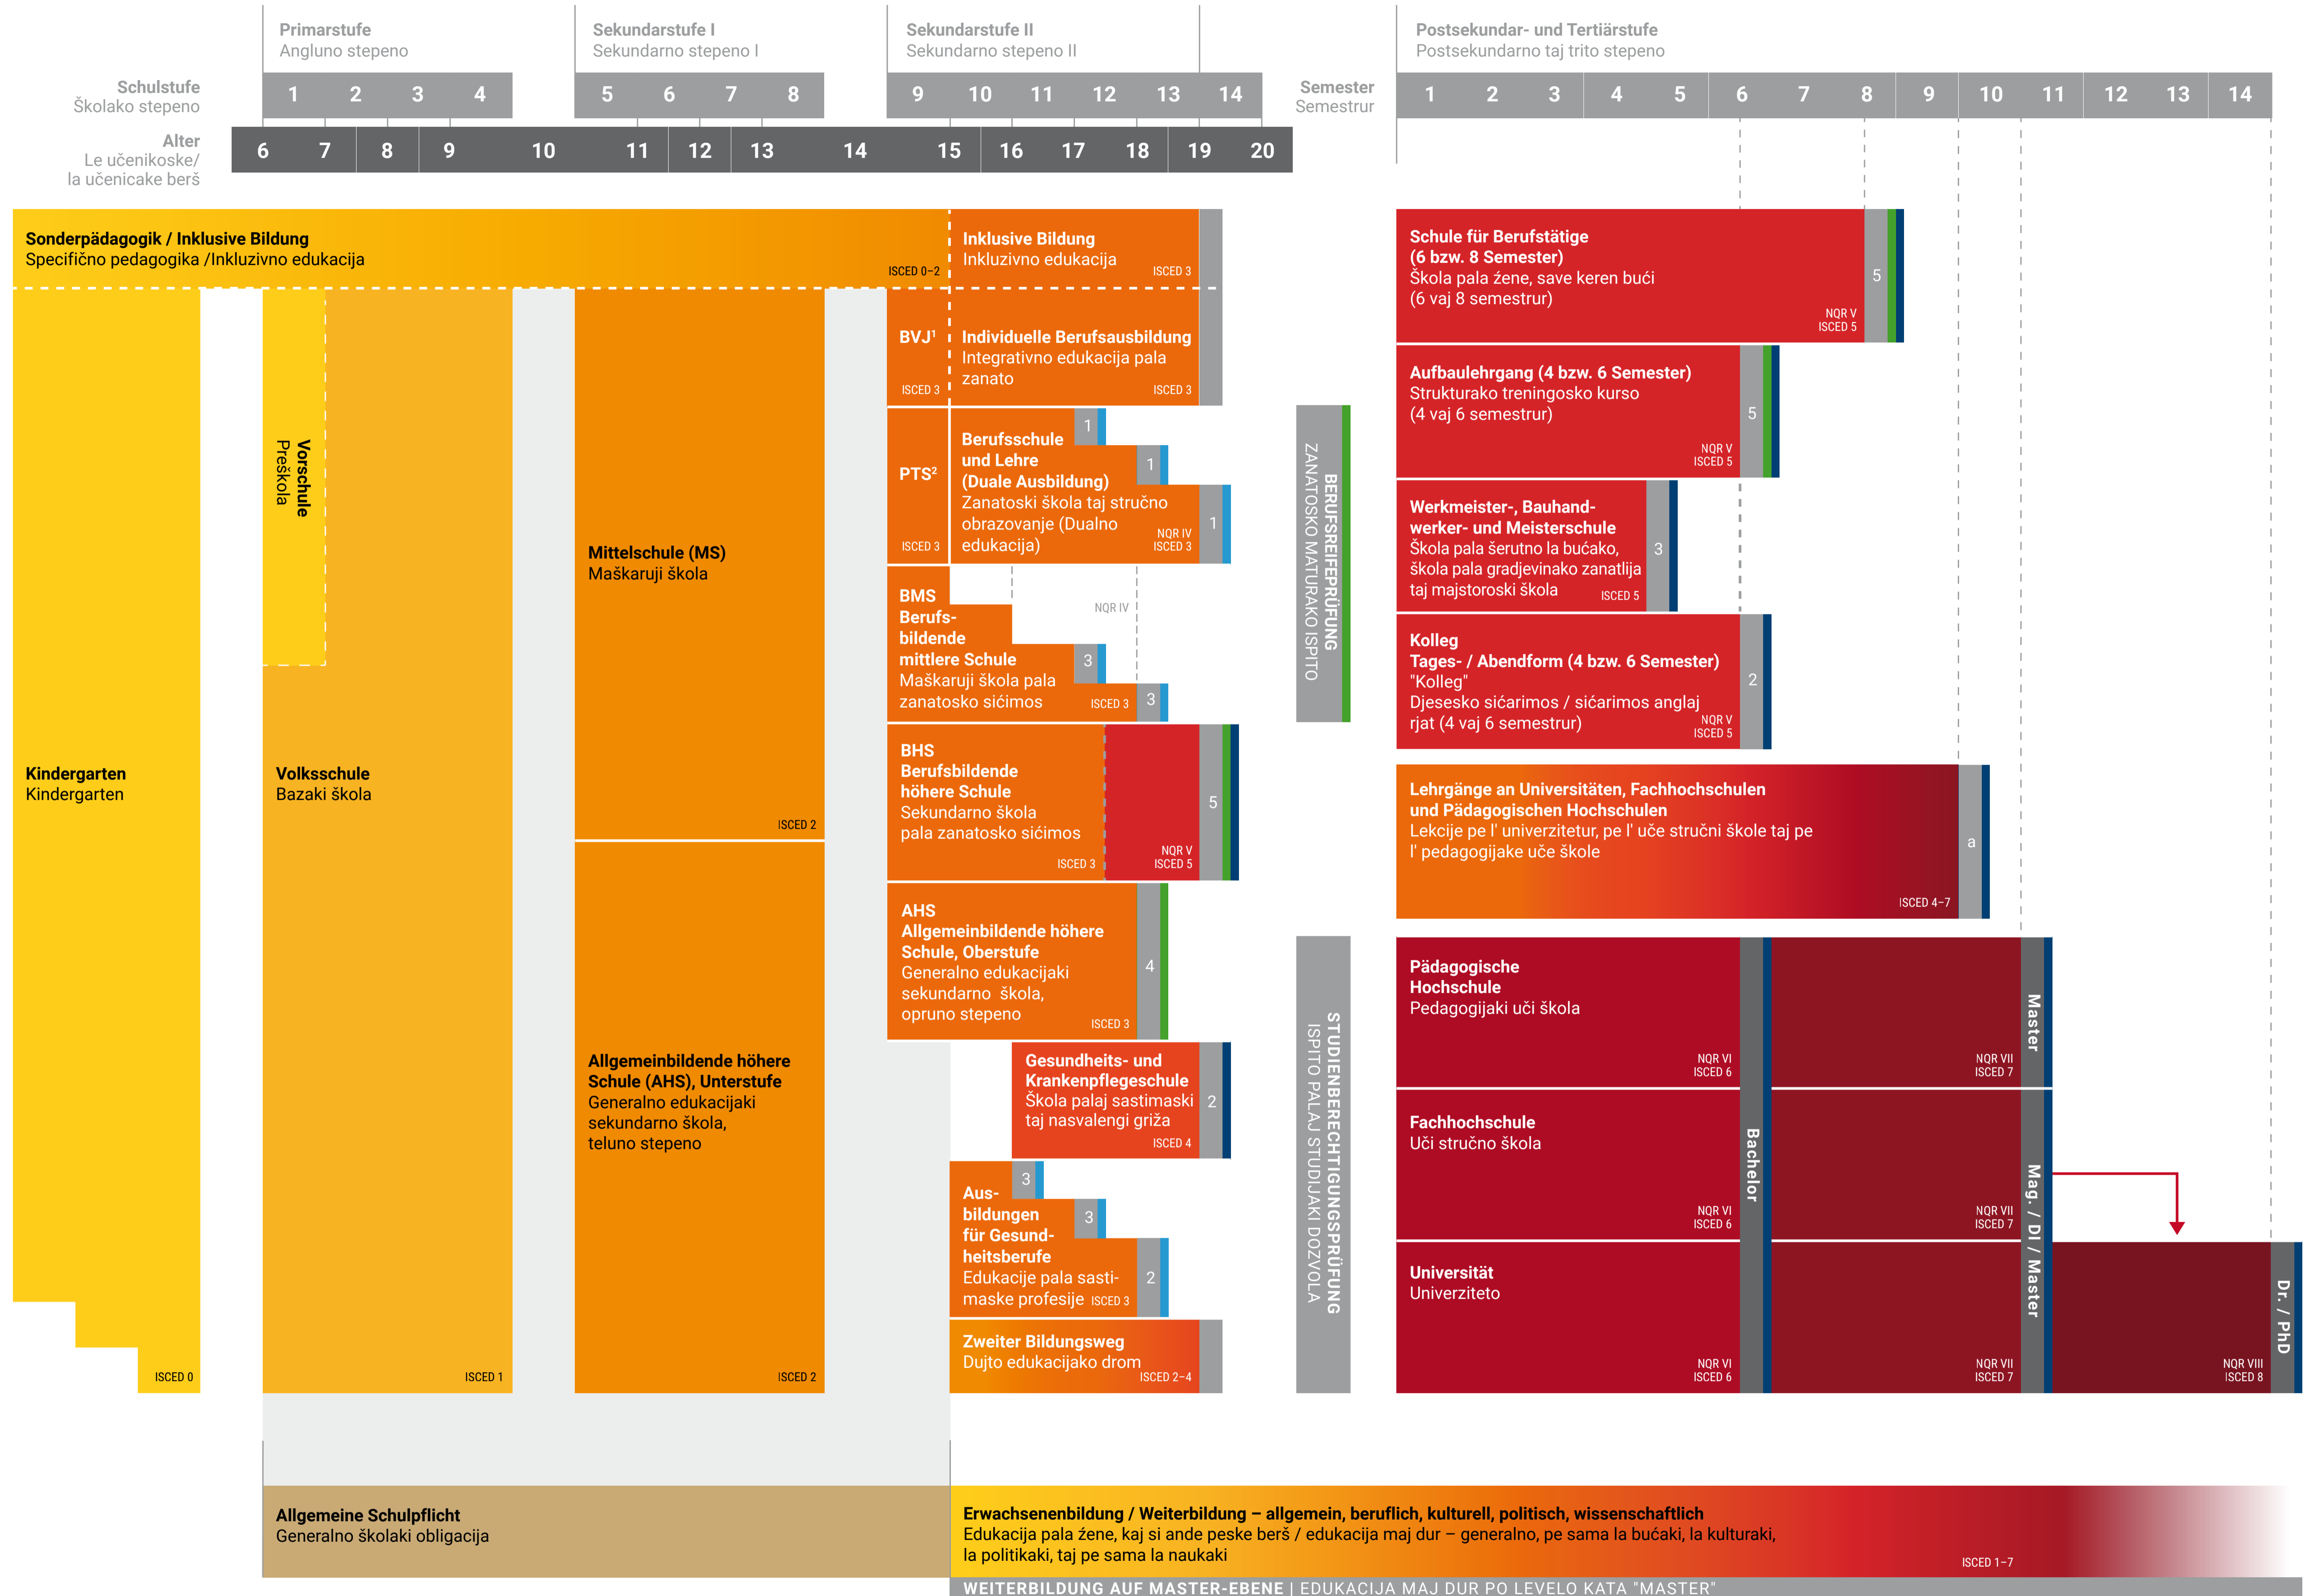 Primarstufe
Angluno stepeno
Sekundarstufe I
Sekundarno stepeno I
Sekundarstufe II
Sekundarno stepeno II
Postsekundar- und Tertiärstufe
Postsekundarno taj trito stepeno
Schulstufe
Školako stepeno
1 2 3 4 5 6 7 8 9 10 11 12 13 14
Semester
Semestrur
1 2 3 4 5 6 7 8 9 10 11 12 13 14
Alter
Le učenikoske/
la učenicake berš
6 7 8 9 10 11 12 13 14 15 16 17 18 19 20
Sonderpädagogik / Inklusive Bildung
Specifično pedagogika /Inkluzivno edukacija
ISCED 0–2
Inklusive Bildung
Inkluzivno edukacija
ISCED 3
Kindergarten
Kindergarten
ISCED 0
Vorschule
Preškola
Volksschule
Bazaki škola
ISCED 1
Mittelschule (MS)
Maškaruji škola
ISCED 2
Allgemeinbildende höhere
Schule (AHS), Unterstufe
Generalno edukacijaki
sekundarno škola,
teluno stepeno
ISCED 2
BVJ¹
ISCED 3
Individuelle Berufsausbildung
Integrativno edukacija pala
zanato
ISCED 3
PTS²
ISCED 3
Berufsschule
und Lehre
(Duale Ausbildung)
Zanatoski škola taj stručno
obrazovanje (Dualno
edukacija)
NQR IV
ISCED 3
1
1
1
BMS
Berufs-
bildende
mittlere Schule
Maškaruji škola pala
zanatosko sićimos
ISCED 3
NQR IV
3
3
BHS
Berufsbildende
höhere Schule
Sekundarno škola
pala zanatosko sićimos
ISCED 3
NQR V
ISCED 5
5
AHS
Allgemeinbildende höhere
Schule, Oberstufe
Generalno edukacijaki
sekundarno škola,
opruno stepeno
ISCED 3
4
Gesundheits- und
Krankenpflegeschule
Škola palaj sastimaski
taj nasvalengi griža
ISCED 4
2
Aus-
bildungen
für Gesund-
heitsberufe
Edukacije pala sasti-
maske profesije
ISCED 3
3
3
2
Zweiter Bildungsweg
Dujto edukacijako drom
ISCED 2–4
BERUFSREIFEPRÜFUNG
ZANATOSKO MATURAKO ISPITO
STUDIENBERECHTIGUNGSPRÜFUNG
ISPITO PALAJ STUDIJAKI DOZVOLA
Schule für Berufstätige
(6 bzw. 8 Semester)
Škola pala źene, save keren bući
(6 vaj 8 semestrur)
NQR V
ISCED 5
5
Aufbaulehrgang (4 bzw. 6 Semester)
Strukturako treningosko kurso
(4 vaj 6 semestrur)
NQR V
ISCED 5
5
Werkmeister-, Bauhand-
werker- und Meisterschule
Škola pala šerutno la bućako,
škola pala gradjevinako zanatlija
taj majstoroski škola
ISCED 5
3
Kolleg
Tages- / Abendform (4 bzw. 6 Semester)
"Kolleg"
Djesesko sićarimos / sićarimos anglaj
rjat (4 vaj 6 semestrur)
NQR V
ISCED 5
2
Lehrgänge an Universitäten, Fachhochschulen
und Pädagogischen Hochschulen
Lekcije pe l' univerzitetur, pe l' uče stručni škole taj pe
l' pedagogijake uče škole
ISCED 4–7
a
Pädagogische
Hochschule
Pedagogijaki uči škola
NQR VI
ISCED 6
NQR VII
ISCED 7
Master
Fachhochschule
Uči stručno škola
NQR VI
ISCED 6
Bachelor
NQR VII
ISCED 7
Mag. / DI / Master
Universität
Univerziteto
NQR VI
ISCED 6
NQR VII
ISCED 7
NQR VIII
ISCED 8
Dr. / PhD
Allgemeine Schulpflicht
Generalno školaki obligacija
Erwachsenenbildung / Weiterbildung – allgemein, beruflich, kulturell, politisch, wissenschaftlich
Edukacija pala źene, kaj si ande peske berš / edukacija maj dur – generalno, pe sama la bućaki, la kulturaki,
la politikaki, taj pe sama la naukaki
ISCED 1–7
WEITERBILDUNG AUF MASTER-EBENE | EDUKACIJA MAJ DUR PO LEVELO KATA "MASTER"